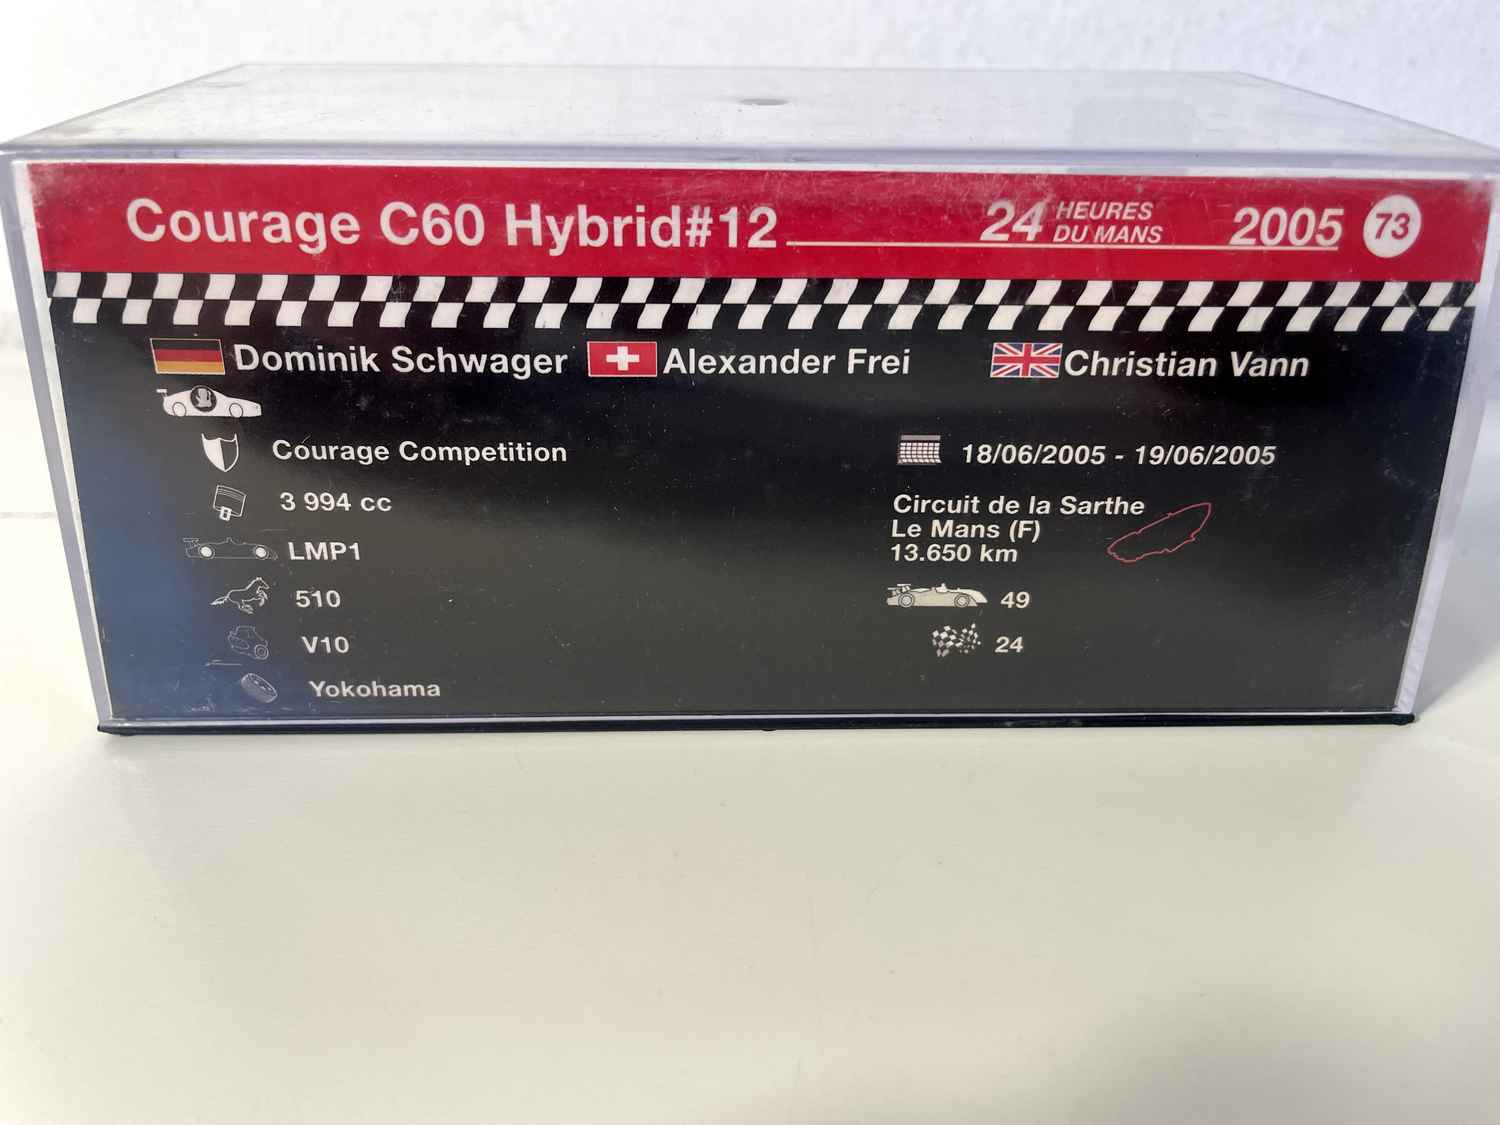 Courage C60 Hybrid#12 24 HEURES DU MANS 2005 73
Dominik Schwager Alexander Frei Christian Vann
Courage Competition
3 994 cc
LMP1
510
V10
Yokohama
18/06/2005 - 19/06/2005
Circuit de la Sarthe
Le Mans (F)
13.650 km
49
24